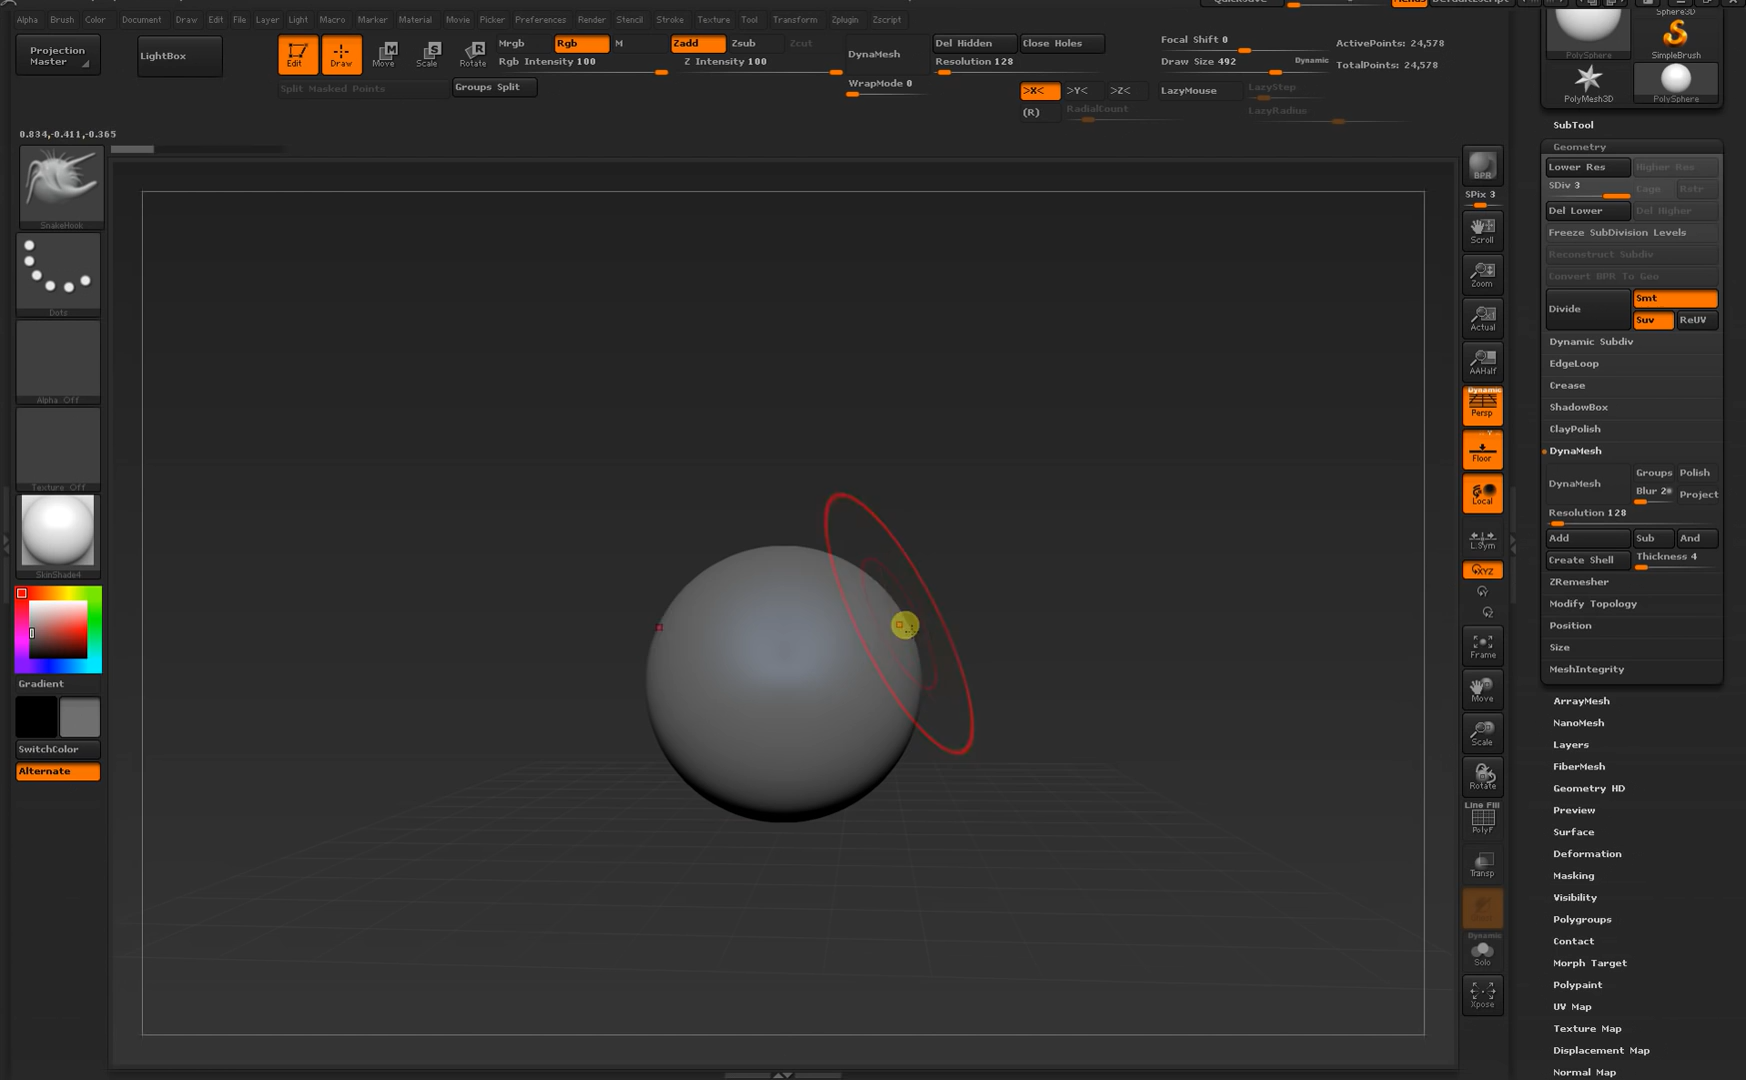 QuickSave
Menus
DefaultZScript
Alpha Brush Color Document Draw Edit File Layer Light Macro Marker Material Movie Picker Preferences Render Stencil Stroke Texture Tool Transform Zplugin Zscript
Projection Master
LightBox
Edit
Draw
Move
Scale
Rotate
Mrgb Rgb M
Rgb Intensity 100
Zadd Zsub Zcut
Z Intensity 100
Split Masked Points
Groups Split
DynaMesh
WrapMode 0
Del Hidden
Close Holes
Resolution 128
Focal Shift 0
Draw Size 492
Dynamic
ActivePoints: 24,578
TotalPoints: 24,578
>X< >Y< >Z<
(R)
RadialCount
LazyMouse
LazyStep
LazyRadius
0.834,-0.411,-0.365
SnakeHook
Dots
Alpha Off
Texture Off
SkinShade4
Gradient
SwitchColor
Alternate
BPR
SPix 3
Scroll
Zoom
Actual
AAHalf
Dynamic
Persp
Floor
Local
L.Sym
XYZ
Frame
Move
Scale
Rotate
Line Fill
PolyF
Transp
Dynamic
Solo
Xpose
Sphere3D
PolySphere
SimpleBrush
PolyMesh3D
PolySphere
SubTool
Geometry
Lower Res
Higher Res
SDiv 3
Cage
Rstr
Del Lower
Del Higher
Freeze SubDivision Levels
Reconstruct Subdiv
Convert BPR To Geo
Divide
Smt
Suv
ReUV
Dynamic Subdiv
EdgeLoop
Crease
ShadowBox
ClayPolish
DynaMesh
DynaMesh
Groups
Polish
Blur 2
Project
Resolution 128
Add
Sub
And
Create Shell
Thickness 4
ZRemesher
Modify Topology
Position
Size
MeshIntegrity
ArrayMesh
NanoMesh
Layers
FiberMesh
Geometry HD
Preview
Surface
Deformation
Masking
Visibility
Polygroups
Contact
Morph Target
Polypaint
UV Map
Texture Map
Displacement Map
Normal Map